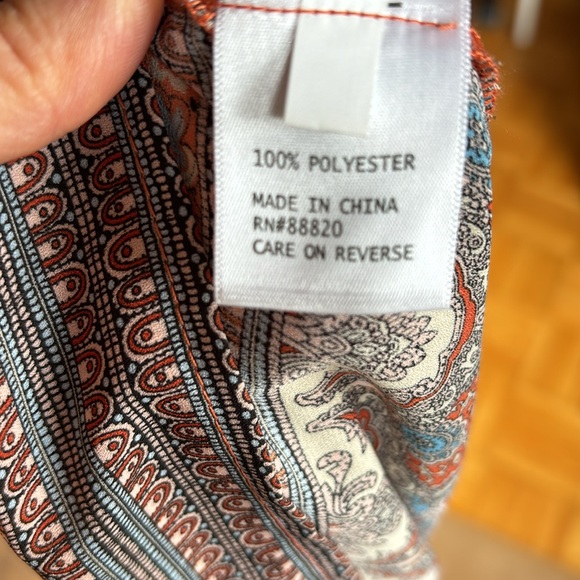 100% POLYESTER
MADE IN CHINA
RN#88820
CARE ON REVERSE